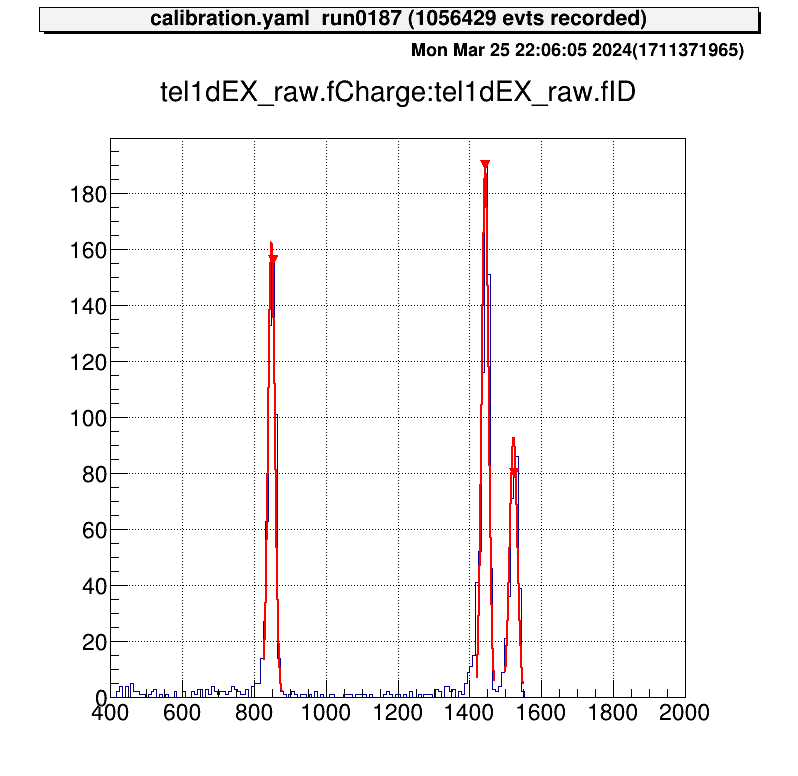 calibration.yaml run0187 (1056429 evts recorded)
Mon Mar 25 22:06:05 2024(1711371965)
tel1dEX_raw.fCharge:tel1dEX_raw.fID
180
160
140
120
100
80
60
40
20
0
400 600 800 1000 1200 1400 1600 1800 2000